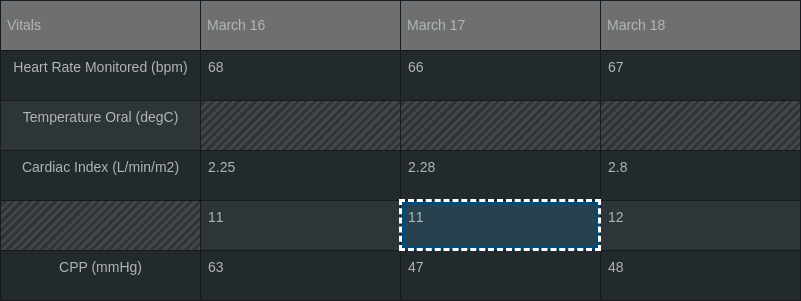 Vitals March 16 March 17 March 18
Heart Rate Monitored (bpm) 68 66 67
Temperature Oral (degC)
Cardiac Index (L/min/m2) 2.25 2.28 2.8
11 11 12
CPP (mmHg) 63 47 48